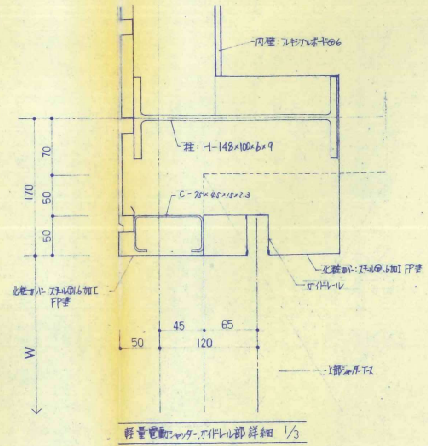 内壁 フレキシブルボード⑦6
柱 H-148×100×6×9
C-75×45×15×2.3
70
170
50
50
化粧カバー:スチール⑦1.6加工
FP塗
化粧カバー:スチール⑦1.6加工 FP塗
ガイドレール
45
65
50
120
W
軽量電動シャッター,ガイドレール部詳細 1/3